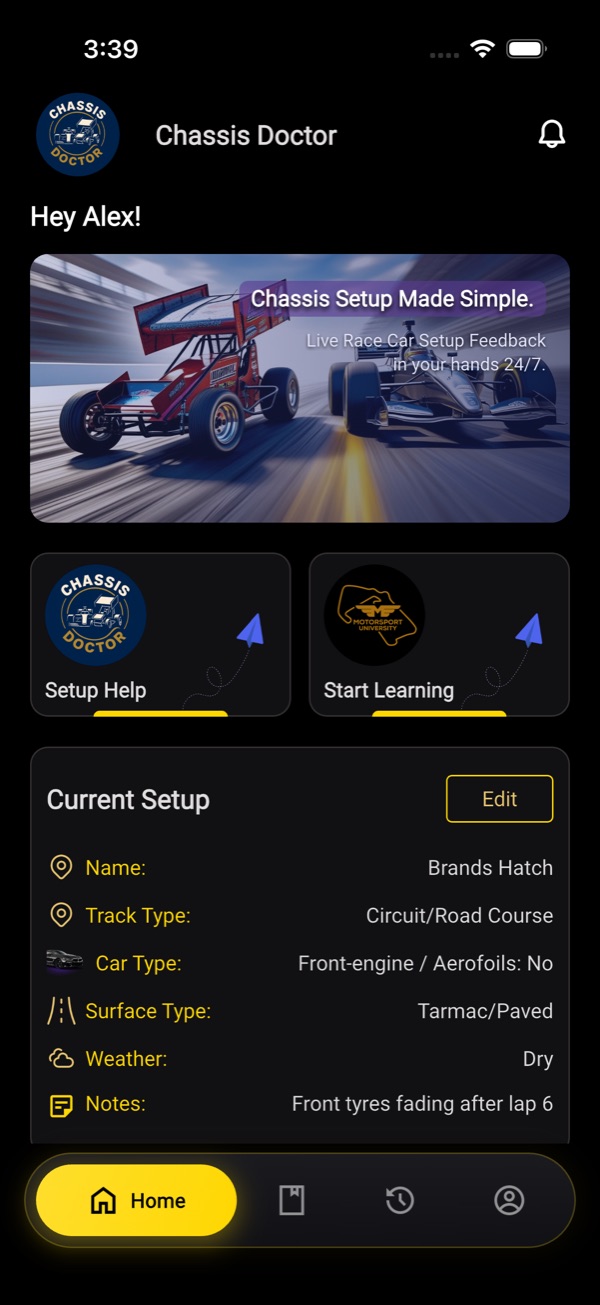 3:39
CHASSIS
DOCTOR
Chassis Doctor
Hey Alex!
Chassis Setup Made Simple.
Live Race Car Setup Feedback
in your hands 24/7.
CHASSIS
DOCTOR
Setup Help
MOTORSPORT
UNIVERSITY
Start Learning
Current Setup
Edit
Name: Brands Hatch
Track Type: Circuit/Road Course
Car Type: Front-engine / Aerofoils: No
Surface Type: Tarmac/Paved
Weather: Dry
Notes: Front tyres fading after lap 6
Home